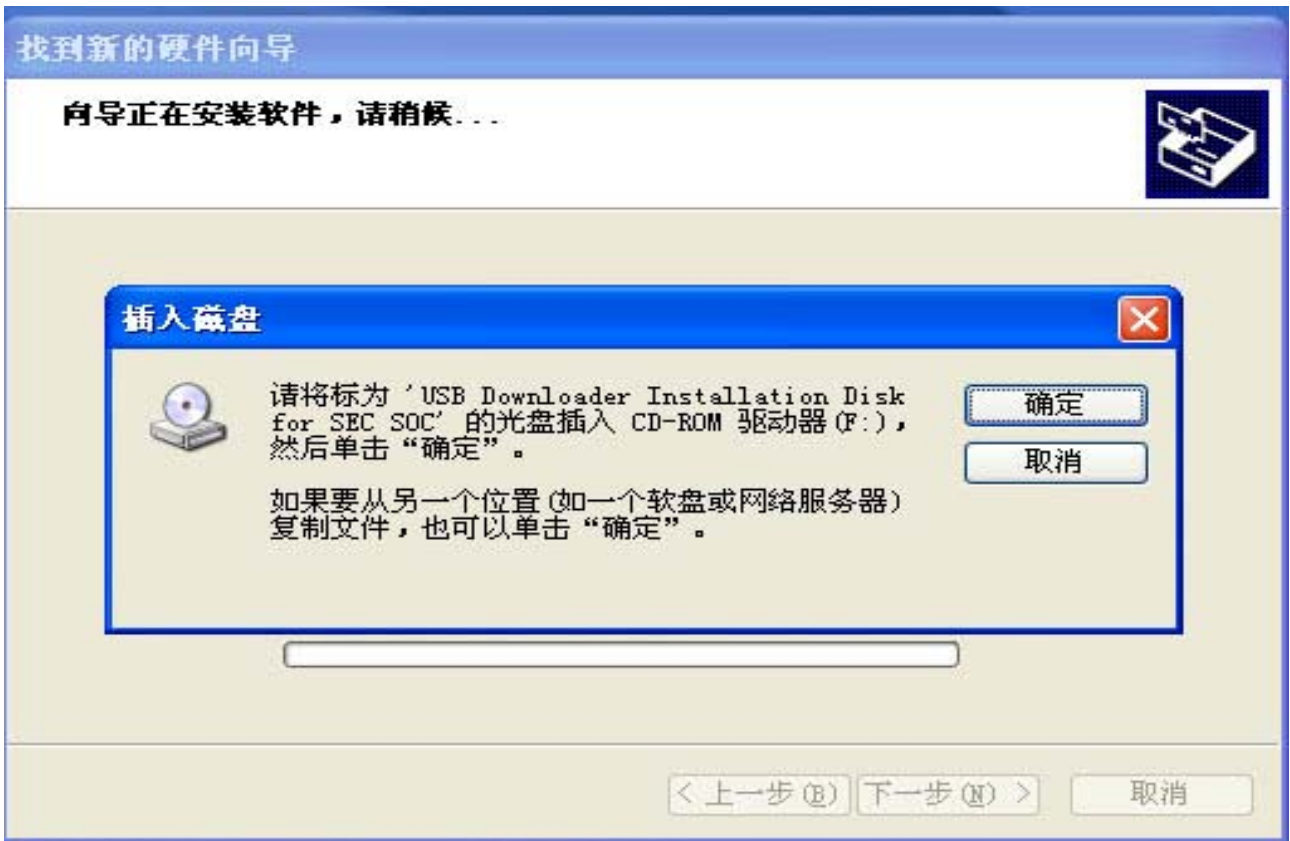 找到新的硬件向导
向导正在安装软件，请稍候...
插入磁盘
请将标为 'USB Downloader Installation Disk
for SEC SOC' 的光盘插入 CD-ROM 驱动器(F:)，
然后单击“确定”。
如果要从另一个位置(如一个软盘或网络服务器)
复制文件，也可以单击“确定”。
确定
取消
< 上一步(B)
下一步(N) >
取消